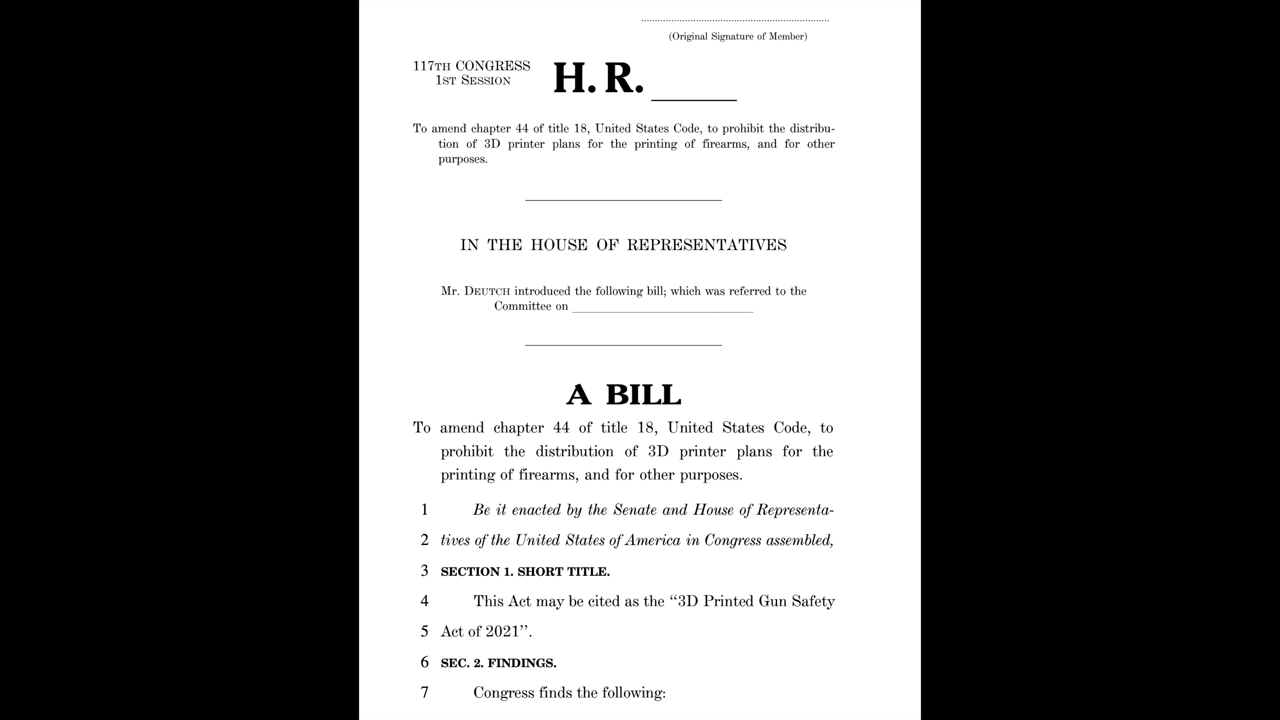 (Original Signature of Member)
117TH CONGRESS
1ST SESSION
H. R.
To amend chapter 44 of title 18, United States Code, to prohibit the distribu-
tion of 3D printer plans for the printing of firearms, and for other
purposes.
IN THE HOUSE OF REPRESENTATIVES
Mr. DEUTCH introduced the following bill; which was referred to the
Committee on
A BILL
To amend chapter 44 of title 18, United States Code, to
prohibit the distribution of 3D printer plans for the
printing of firearms, and for other purposes.
1 Be it enacted by the Senate and House of Representa-
2 tives of the United States of America in Congress assembled,
3 SECTION 1. SHORT TITLE.
4 This Act may be cited as the ‘‘3D Printed Gun Safety
5 Act of 2021’’.
6 SEC. 2. FINDINGS.
7 Congress finds the following: